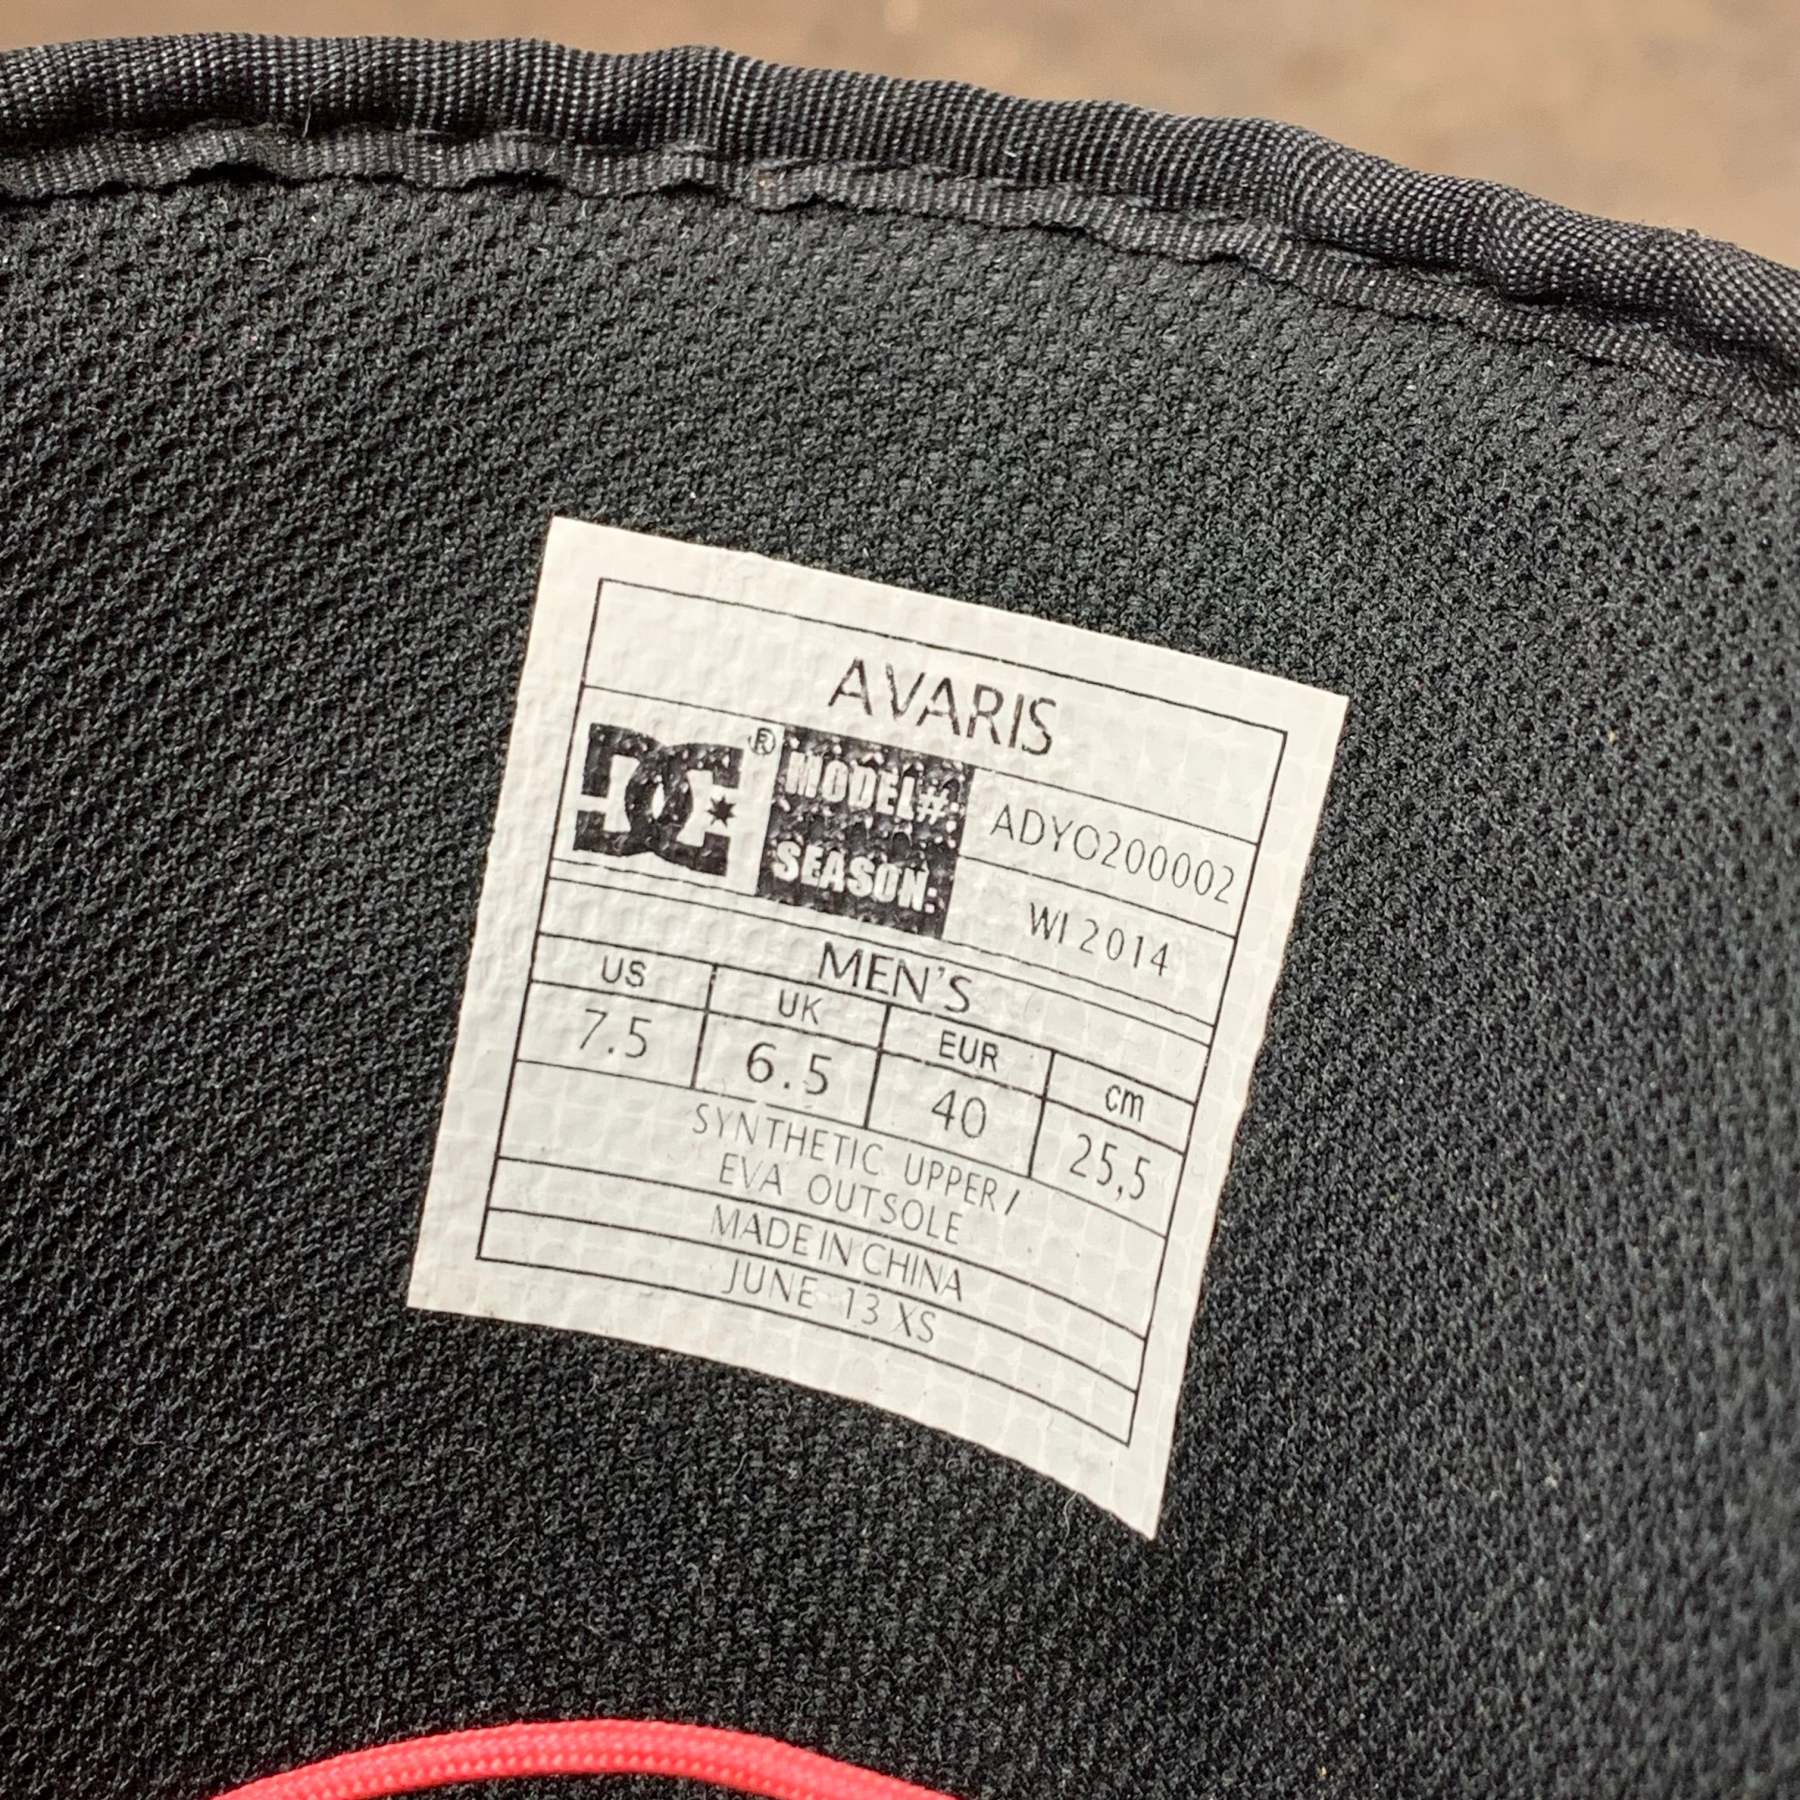 AVARIS
DC®
MODEL#: ADYO200002
SEASON: WI 2014
MEN'S
US UK EUR cm
7.5 6.5 40 25,5
SYNTHETIC UPPER/
EVA OUTSOLE
MADE IN CHINA
JUNE 13 XS